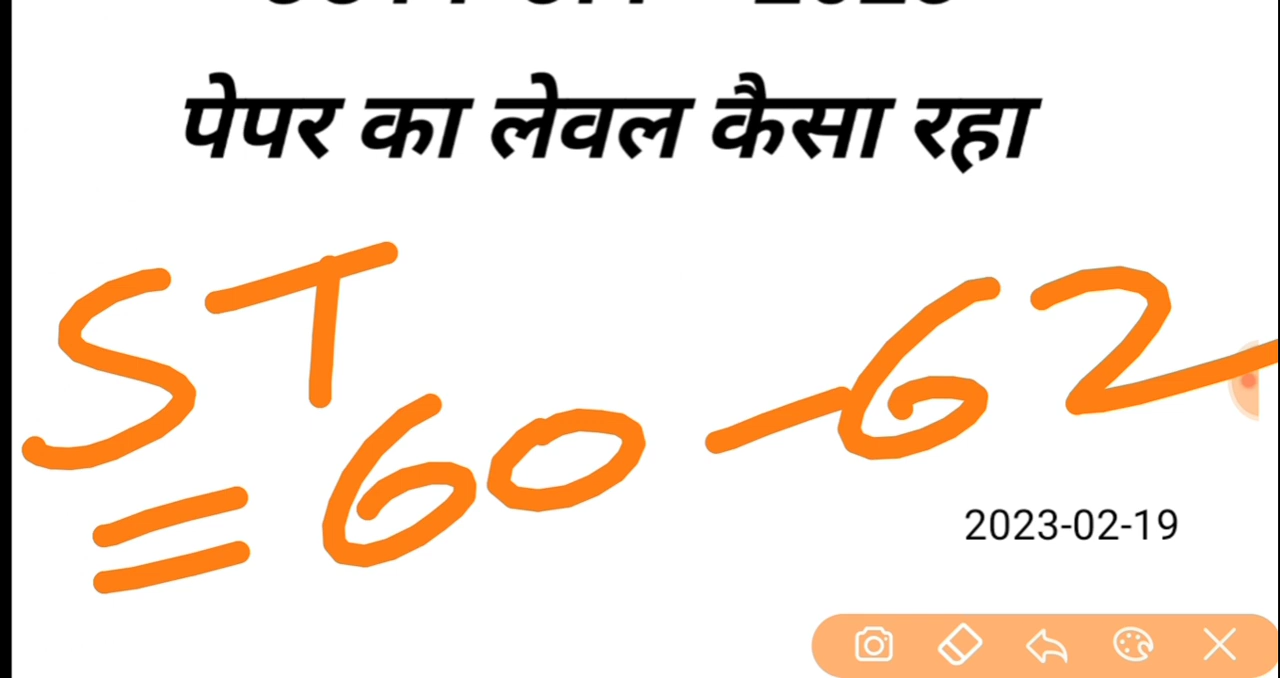 पेपर का लेवल कैसा रहा
ST
= 60-62
2023-02-19